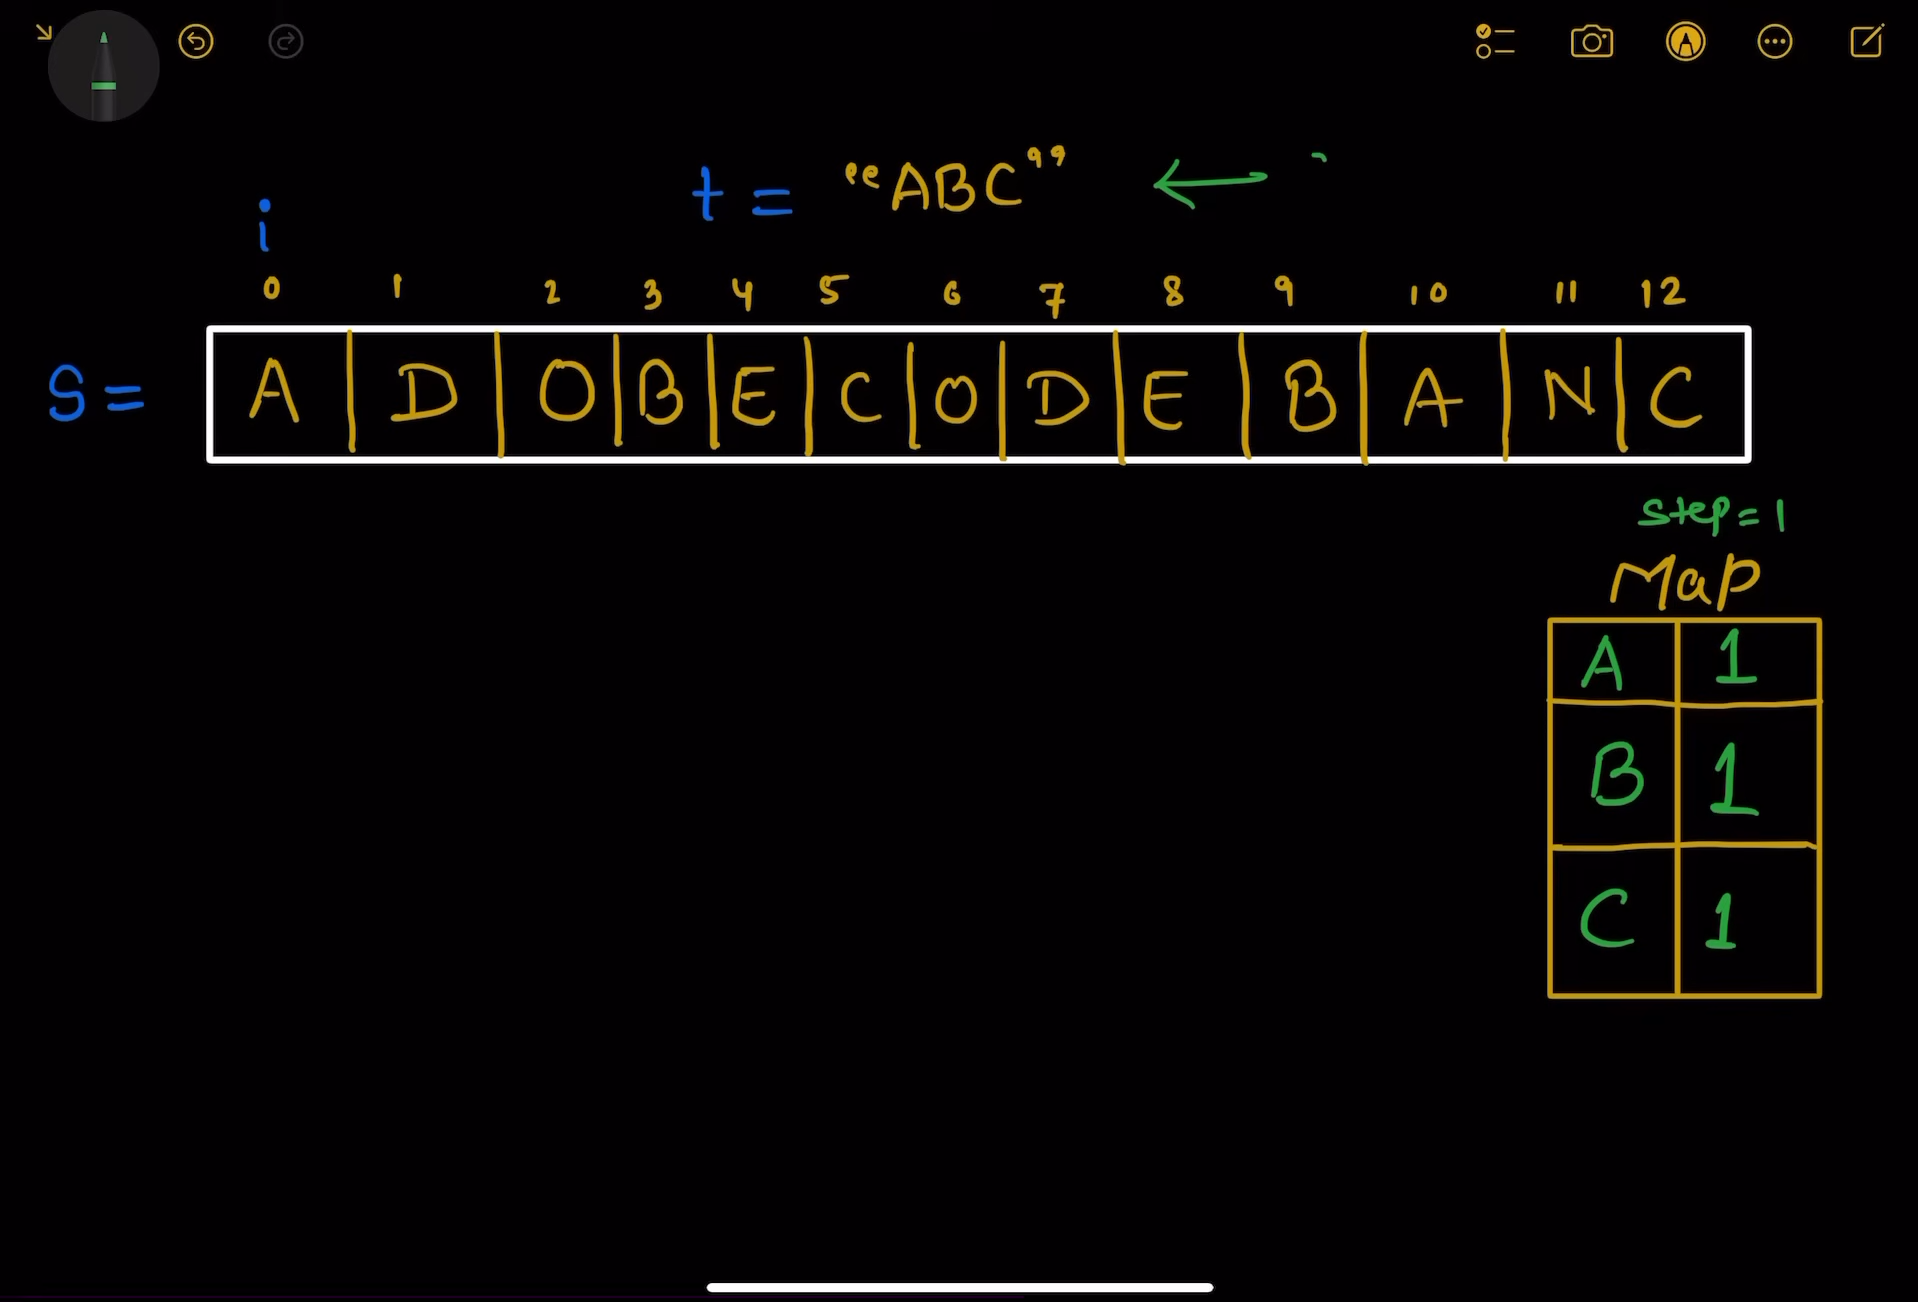 t = "ABC"
i
0 1 2 3 4 5 6 7 8 9 10 11 12
S = A D O B E C O D E B A N C
step = 1
Map
A 1
B 1
C 1